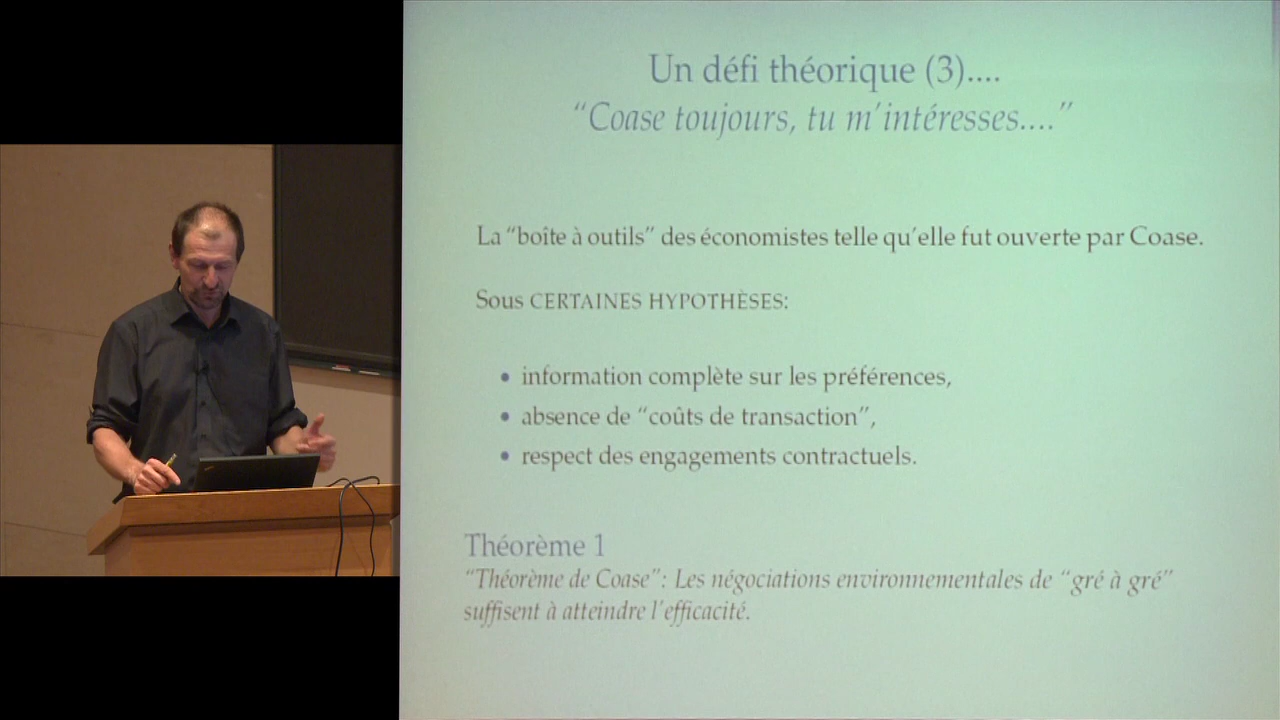 Un défi théorique (3)....
“Coase toujours, tu m'intéresses....”
La “boîte à outils” des économistes telle qu'elle fut ouverte par Coase.
Sous CERTAINES HYPOTHÈSES:
• information complète sur les préférences,
• absence de “coûts de transaction”,
• respect des engagements contractuels.
Théorème 1
“Théorème de Coase”: Les négociations environnementales de “gré à gré”
suffisent à atteindre l'efficacité.